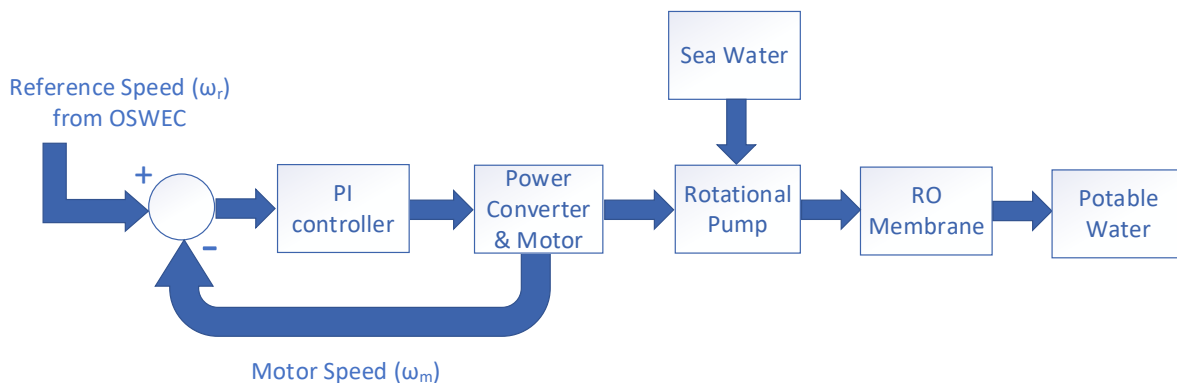 Sea Water
Reference Speed (ωr)
from OSWEC
+
−
PI
controller
Power
Converter
& Motor
Rotational
Pump
RO
Membrane
Potable
Water
Motor Speed (ωm)